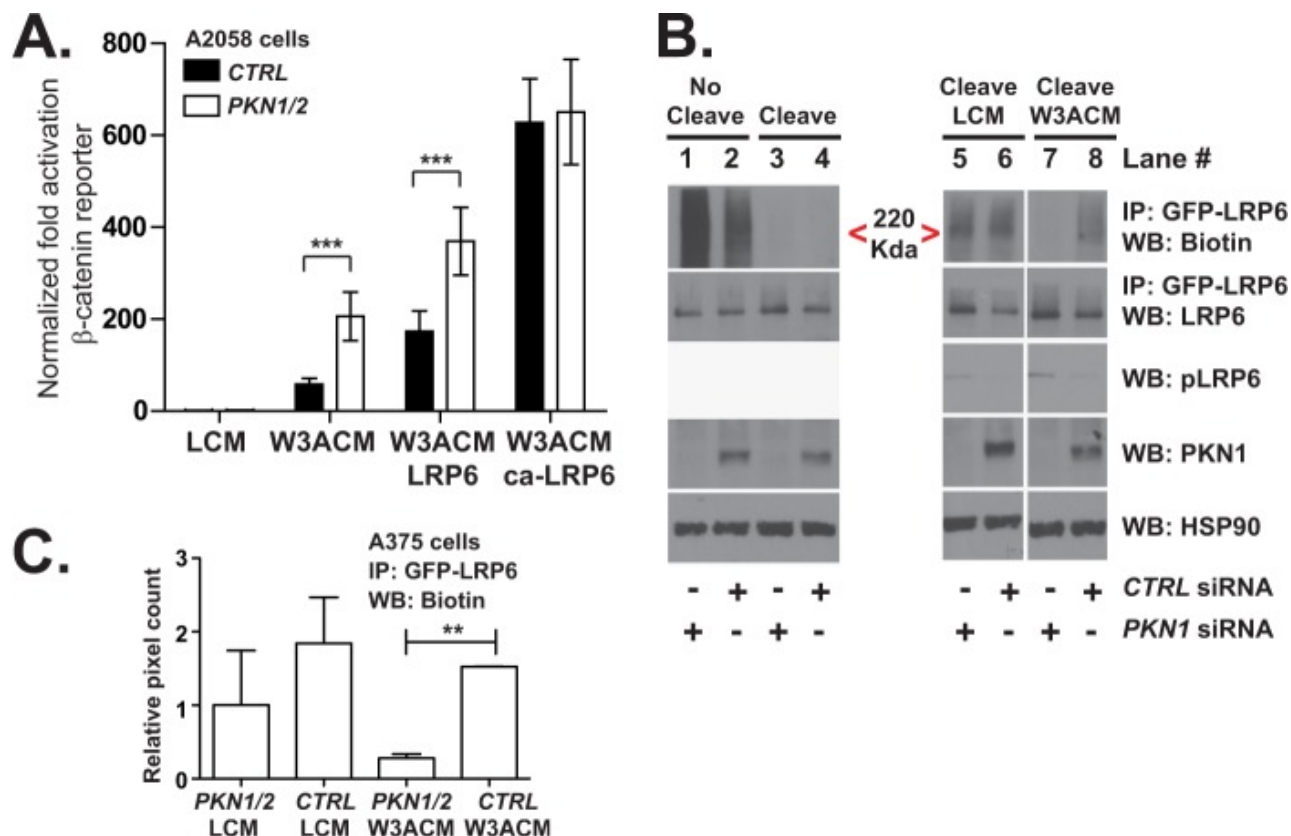 A.
A2058 cells
CTRL
PKN1/2
Normalized fold activation
β-catenin reporter
800
600
400
200
0
***
***
LCM
W3ACM
W3ACM
LRP6
W3ACM
ca-LRP6
B.
No
Cleave
Cleave
Cleave
LCM
Cleave
W3ACM
1 2 3 4 5 6 7 8 Lane #
< 220 >
Kda
IP: GFP-LRP6
WB: Biotin
IP: GFP-LRP6
WB: LRP6
WB: pLRP6
WB: PKN1
WB: HSP90
- + - + - + - + CTRL siRNA
+ - + - + - + - PKN1 siRNA
C.
A375 cells
IP: GFP-LRP6
WB: Biotin
Relative pixel count
3
2
1
0
**
PKN1/2
LCM
CTRL
LCM
PKN1/2
W3ACM
CTRL
W3ACM